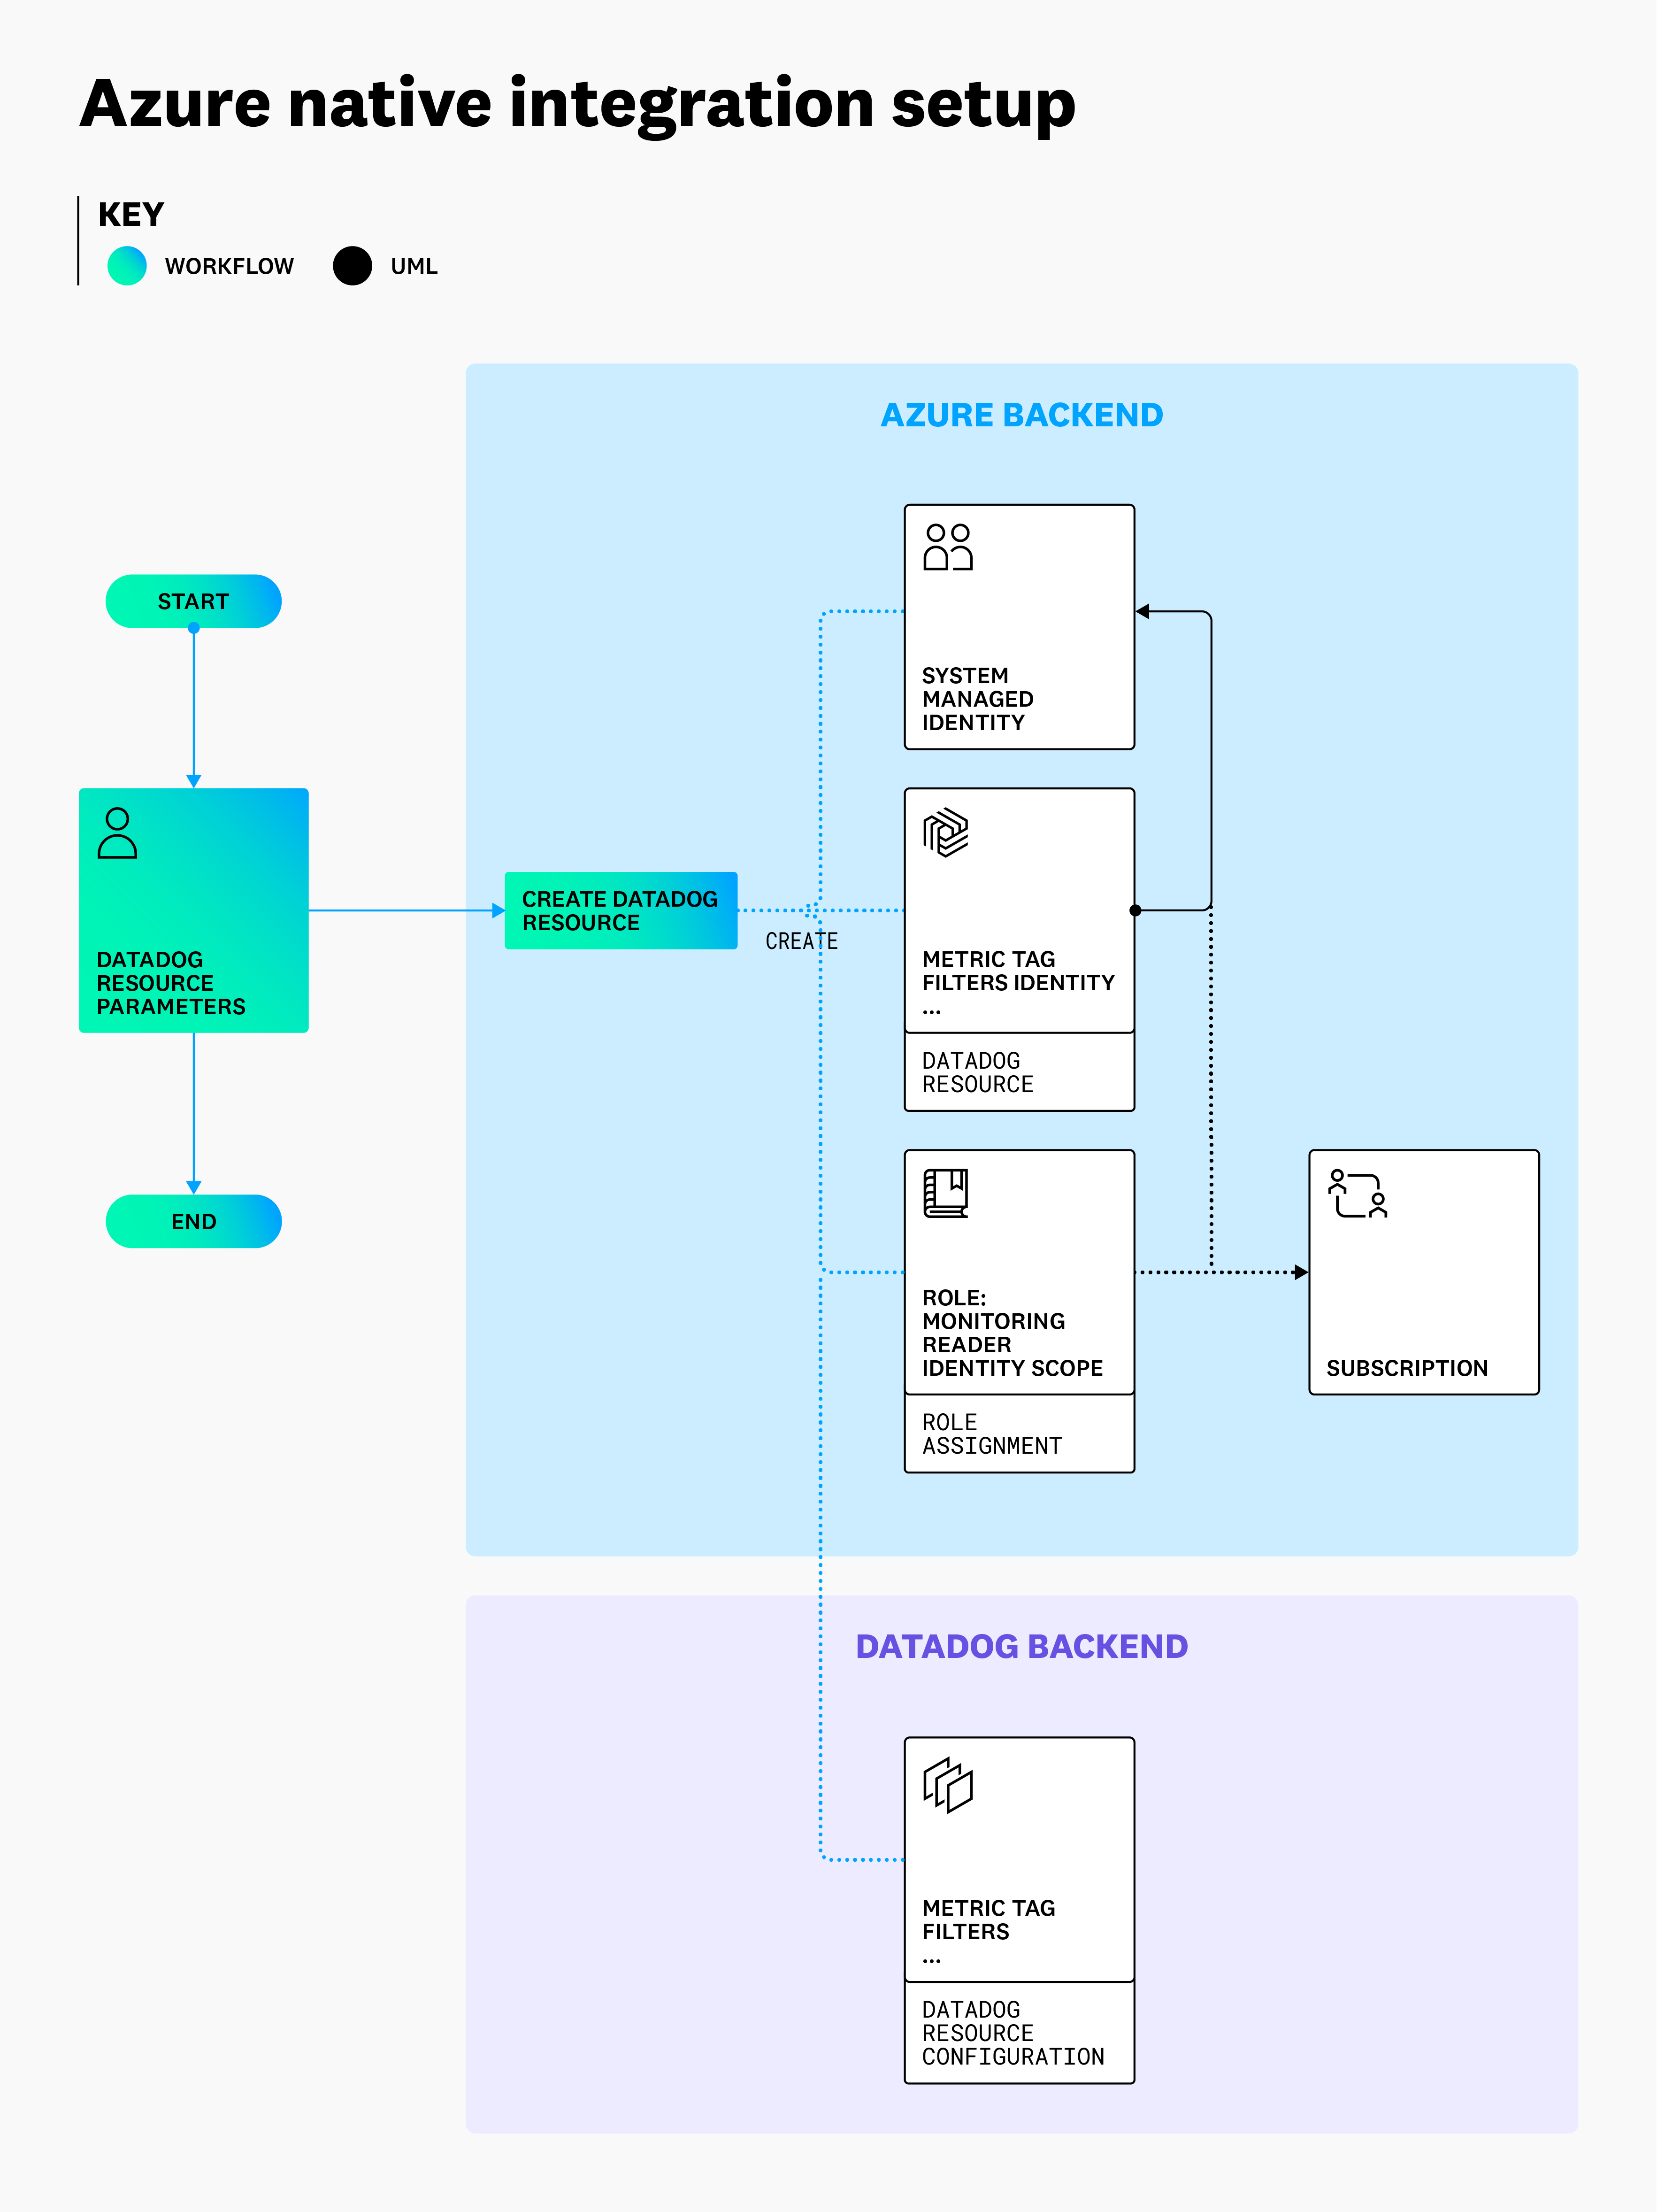 Azure native integration setup
KEY
WORKFLOW
UML
AZURE BACKEND
START
DATADOG
RESOURCE
PARAMETERS
END
CREATE DATADOG
RESOURCE
CREATE
SYSTEM
MANAGED
IDENTITY
METRIC TAG
FILTERS IDENTITY
...
DATADOG
RESOURCE
ROLE:
MONITORING
READER
IDENTITY SCOPE
ROLE
ASSIGNMENT
SUBSCRIPTION
DATADOG BACKEND
METRIC TAG
FILTERS
...
DATADOG
RESOURCE
CONFIGURATION